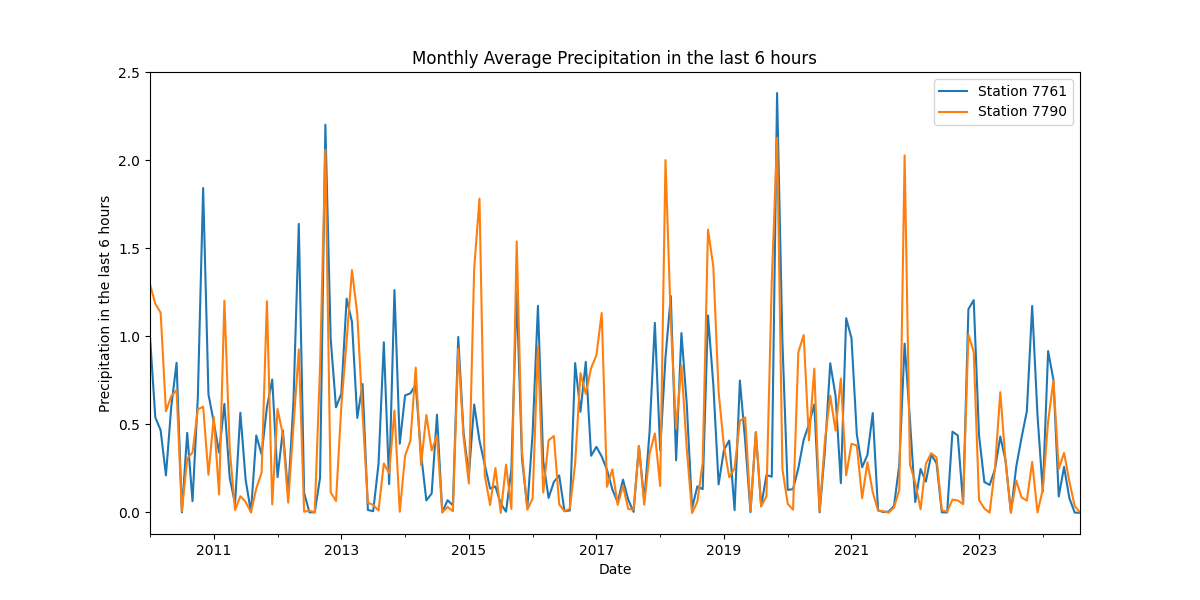 Monthly Average Precipitation in the last 6 hours
Station 7761
Station 7790
Precipitation in the last 6 hours
2.5
2.0
1.5
1.0
0.5
0.0
2011 2013 2015 2017 2019 2021 2023
Date